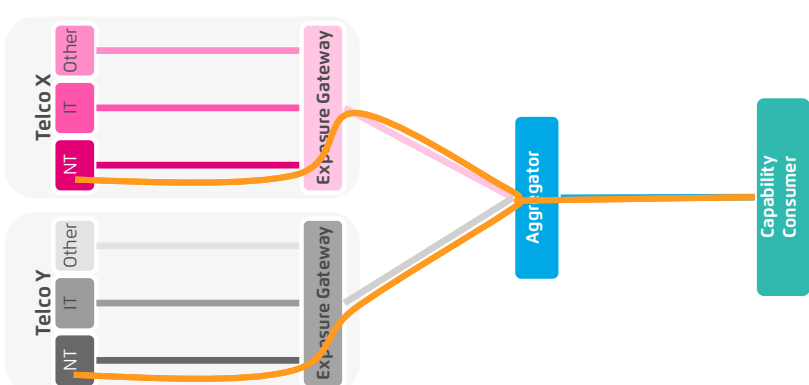 Telco X
Other
IT
NT
Exposure Gateway
Telco Y
Other
IT
NT
Exposure Gateway
Aggregator
Capability
Consumer